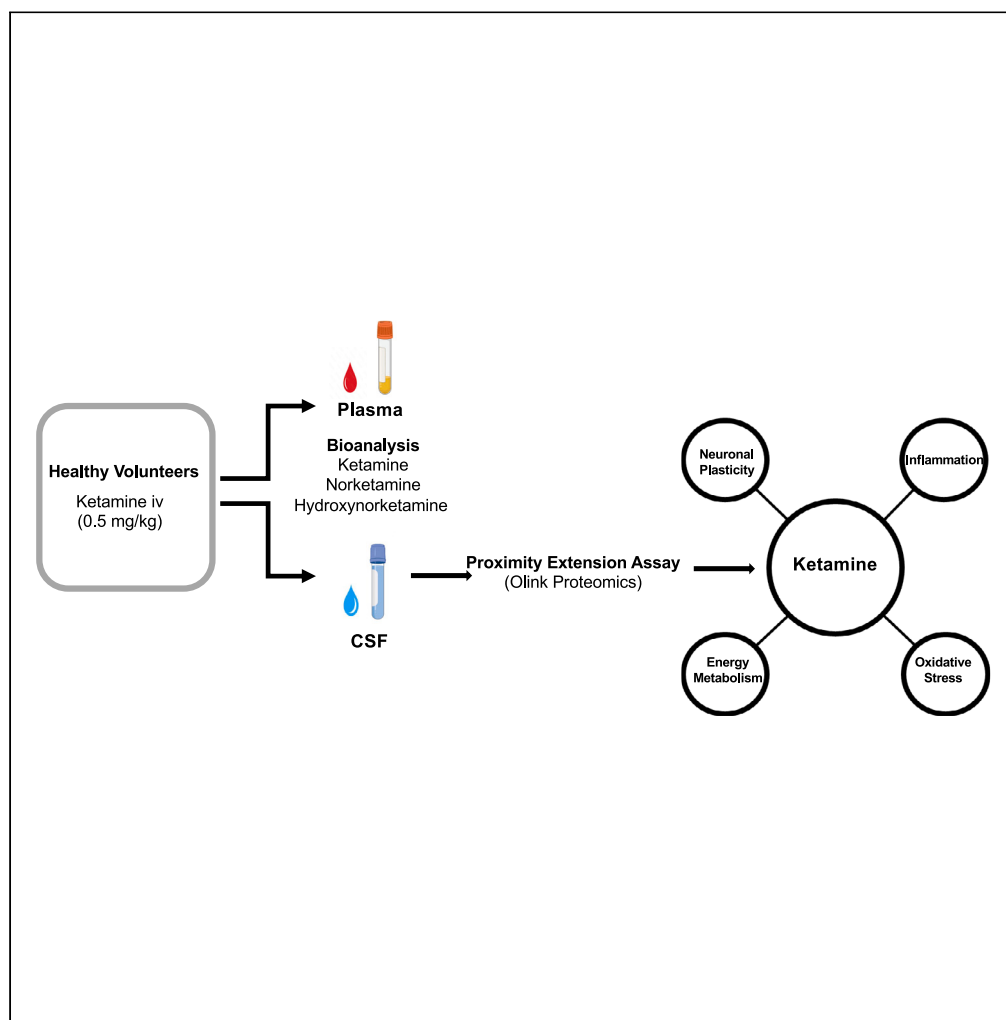 Healthy Volunteers
Ketamine iv
(0.5 mg/kg)
Plasma
Bioanalysis
Ketamine
Norketamine
Hydroxynorketamine
CSF
Proximity Extension Assay
(Olink Proteomics)
Neuronal
Plasticity
Inflammation
Ketamine
Energy
Metabolism
Oxidative
Stress